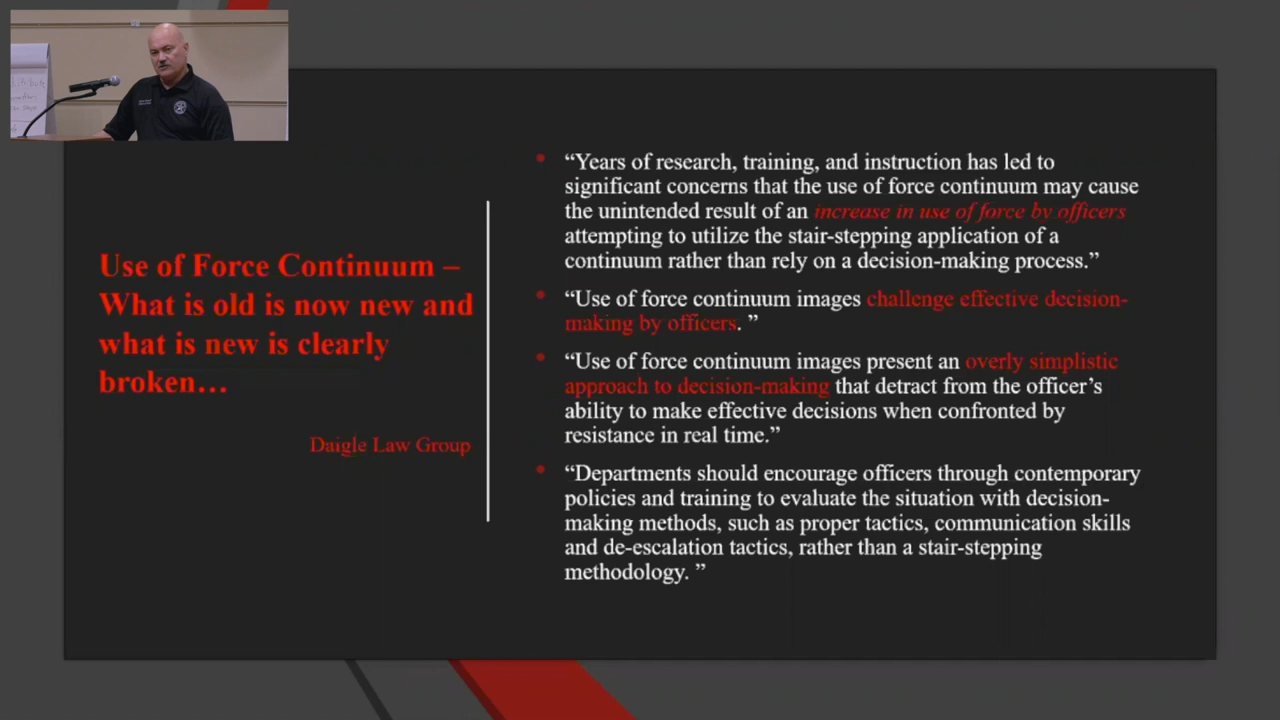 Use of Force Continuum –
What is old is now new and
what is new is clearly
broken…
Daigle Law Group
• “Years of research, training, and instruction has led to
significant concerns that the use of force continuum may cause
the unintended result of an increase in use of force by officers
attempting to utilize the stair-stepping application of a
continuum rather than rely on a decision-making process.”
• “Use of force continuum images challenge effective decision-
making by officers. ”
• “Use of force continuum images present an overly simplistic
approach to decision-making that detract from the officer’s
ability to make effective decisions when confronted by
resistance in real time.”
• “Departments should encourage officers through contemporary
policies and training to evaluate the situation with decision-
making methods, such as proper tactics, communication skills
and de-escalation tactics, rather than a stair-stepping
methodology. ”